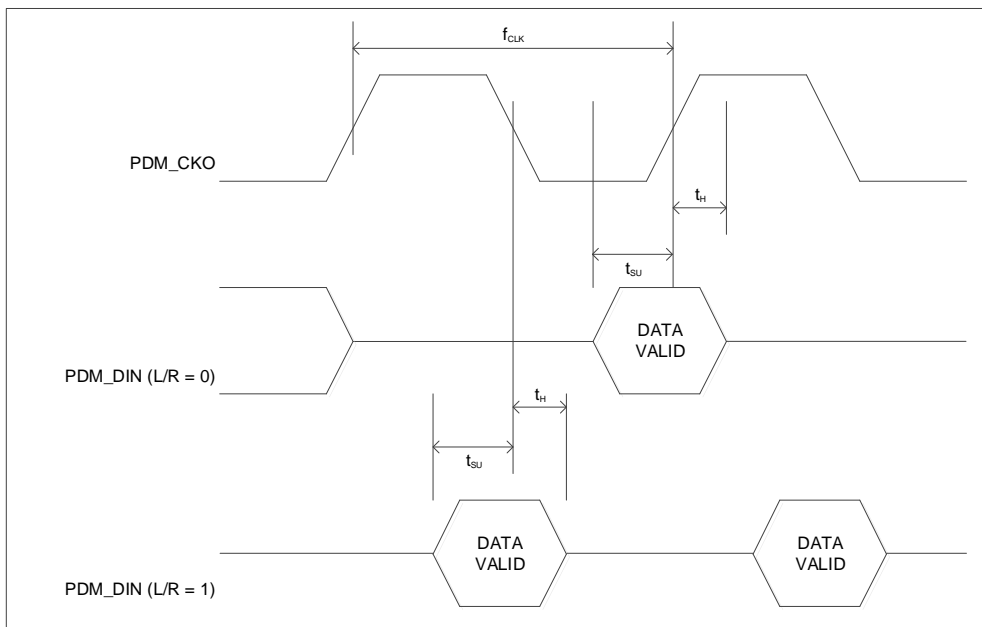 fCLK
PDM_CKO
tH
tSU
DATA
VALID
PDM_DIN (L/R = 0)
tH
tSU
DATA
VALID
DATA
VALID
PDM_DIN (L/R = 1)